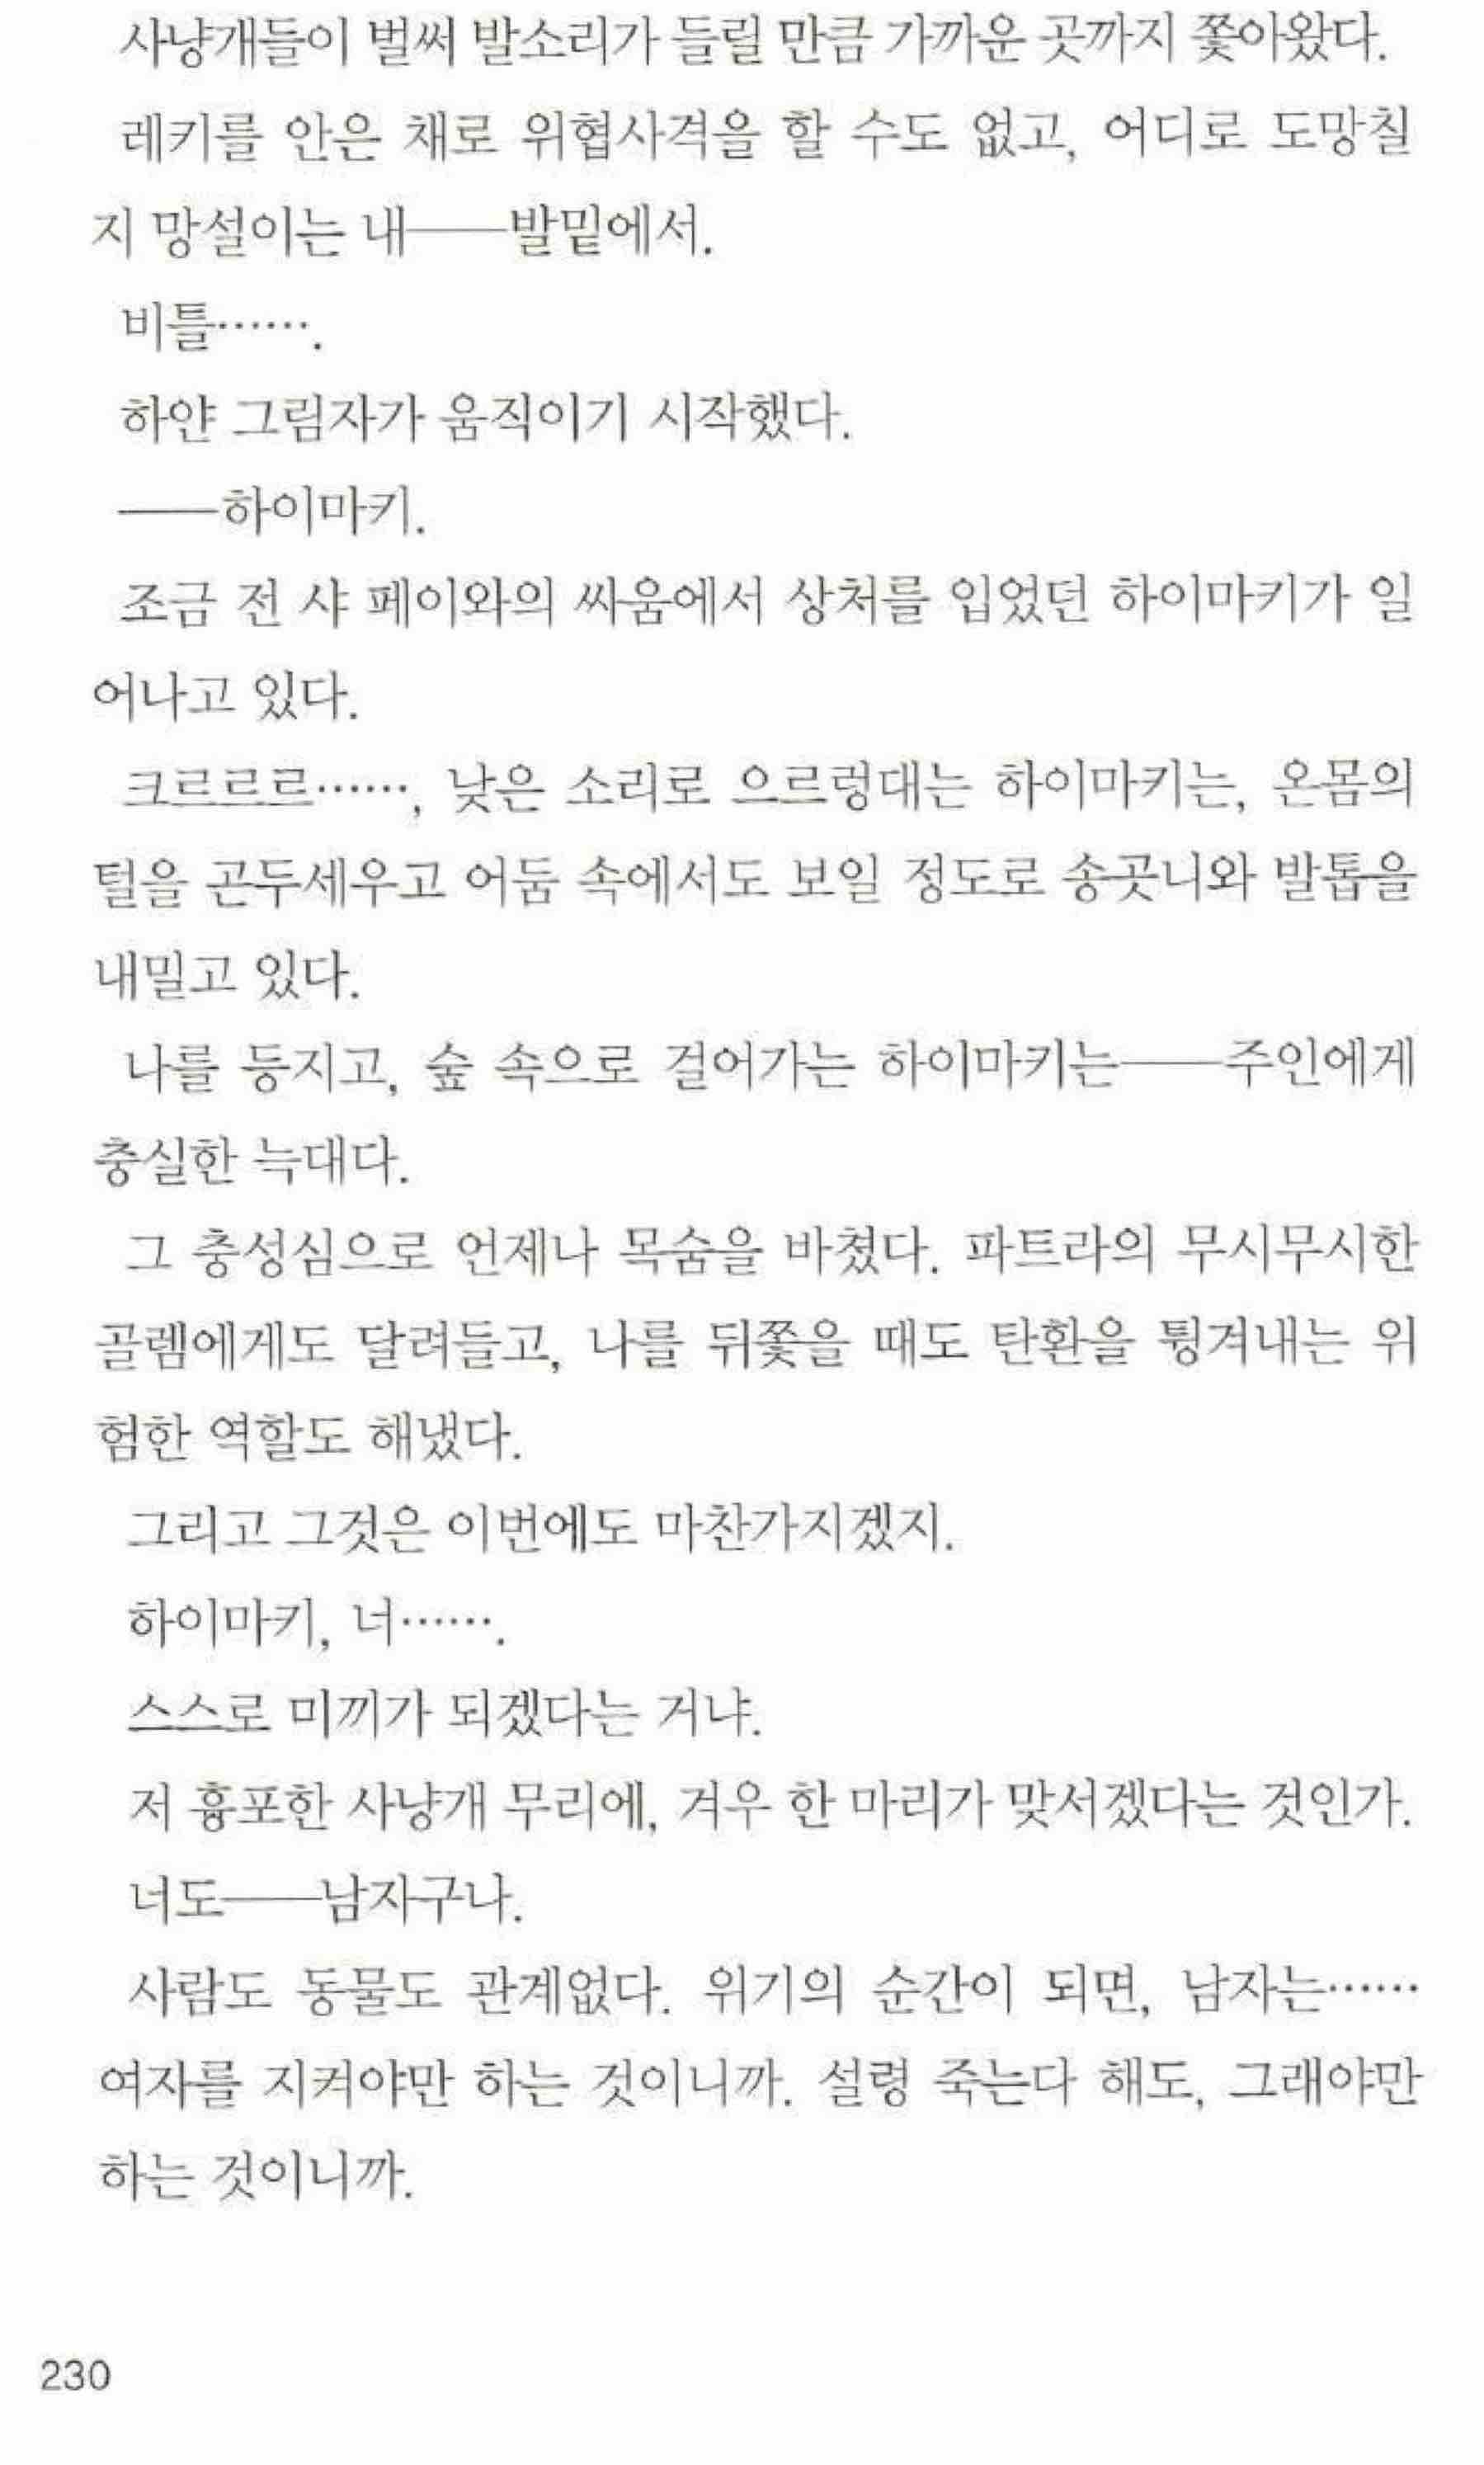 사냥개들이 벌써 발소리가 들릴 만큼 가까운 곳까지 쫓아왔다.
레키를 안은 채로 위협사격을 할 수도 없고, 어디로 도망칠
지 망설이는 내――발밑에서.
비틀…….
하얀 그림자가 움직이기 시작했다.
――하이마키.
조금 전 샤 페이와의 싸움에서 상처를 입었던 하이마키가 일
어나고 있다.
크르르르……, 낮은 소리로 으르렁대는 하이마키는, 온몸의
털을 곤두세우고 어둠 속에서도 보일 정도로 송곳니와 발톱을
내밀고 있다.
나를 등지고, 숲 속으로 걸어가는 하이마키는――주인에게
충실한 늑대다.
그 충성심으로 언제나 목숨을 바쳤다. 파트라의 무시무시한
골렘에게도 달려들고, 나를 뒤쫓을 때도 탄환을 튕겨내는 위
험한 역할도 해냈다.
그리고 그것은 이번에도 마찬가지겠지.
하이마키, 너…….
스스로 미끼가 되겠다는 거냐.
저 흉포한 사냥개 무리에, 겨우 한 마리가 맞서겠다는 것인가.
너도――남자구나.
사람도 동물도 관계없다. 위기의 순간이 되면, 남자는……
여자를 지켜야만 하는 것이니까. 설령 죽는다 해도, 그래야만
하는 것이니까.
230